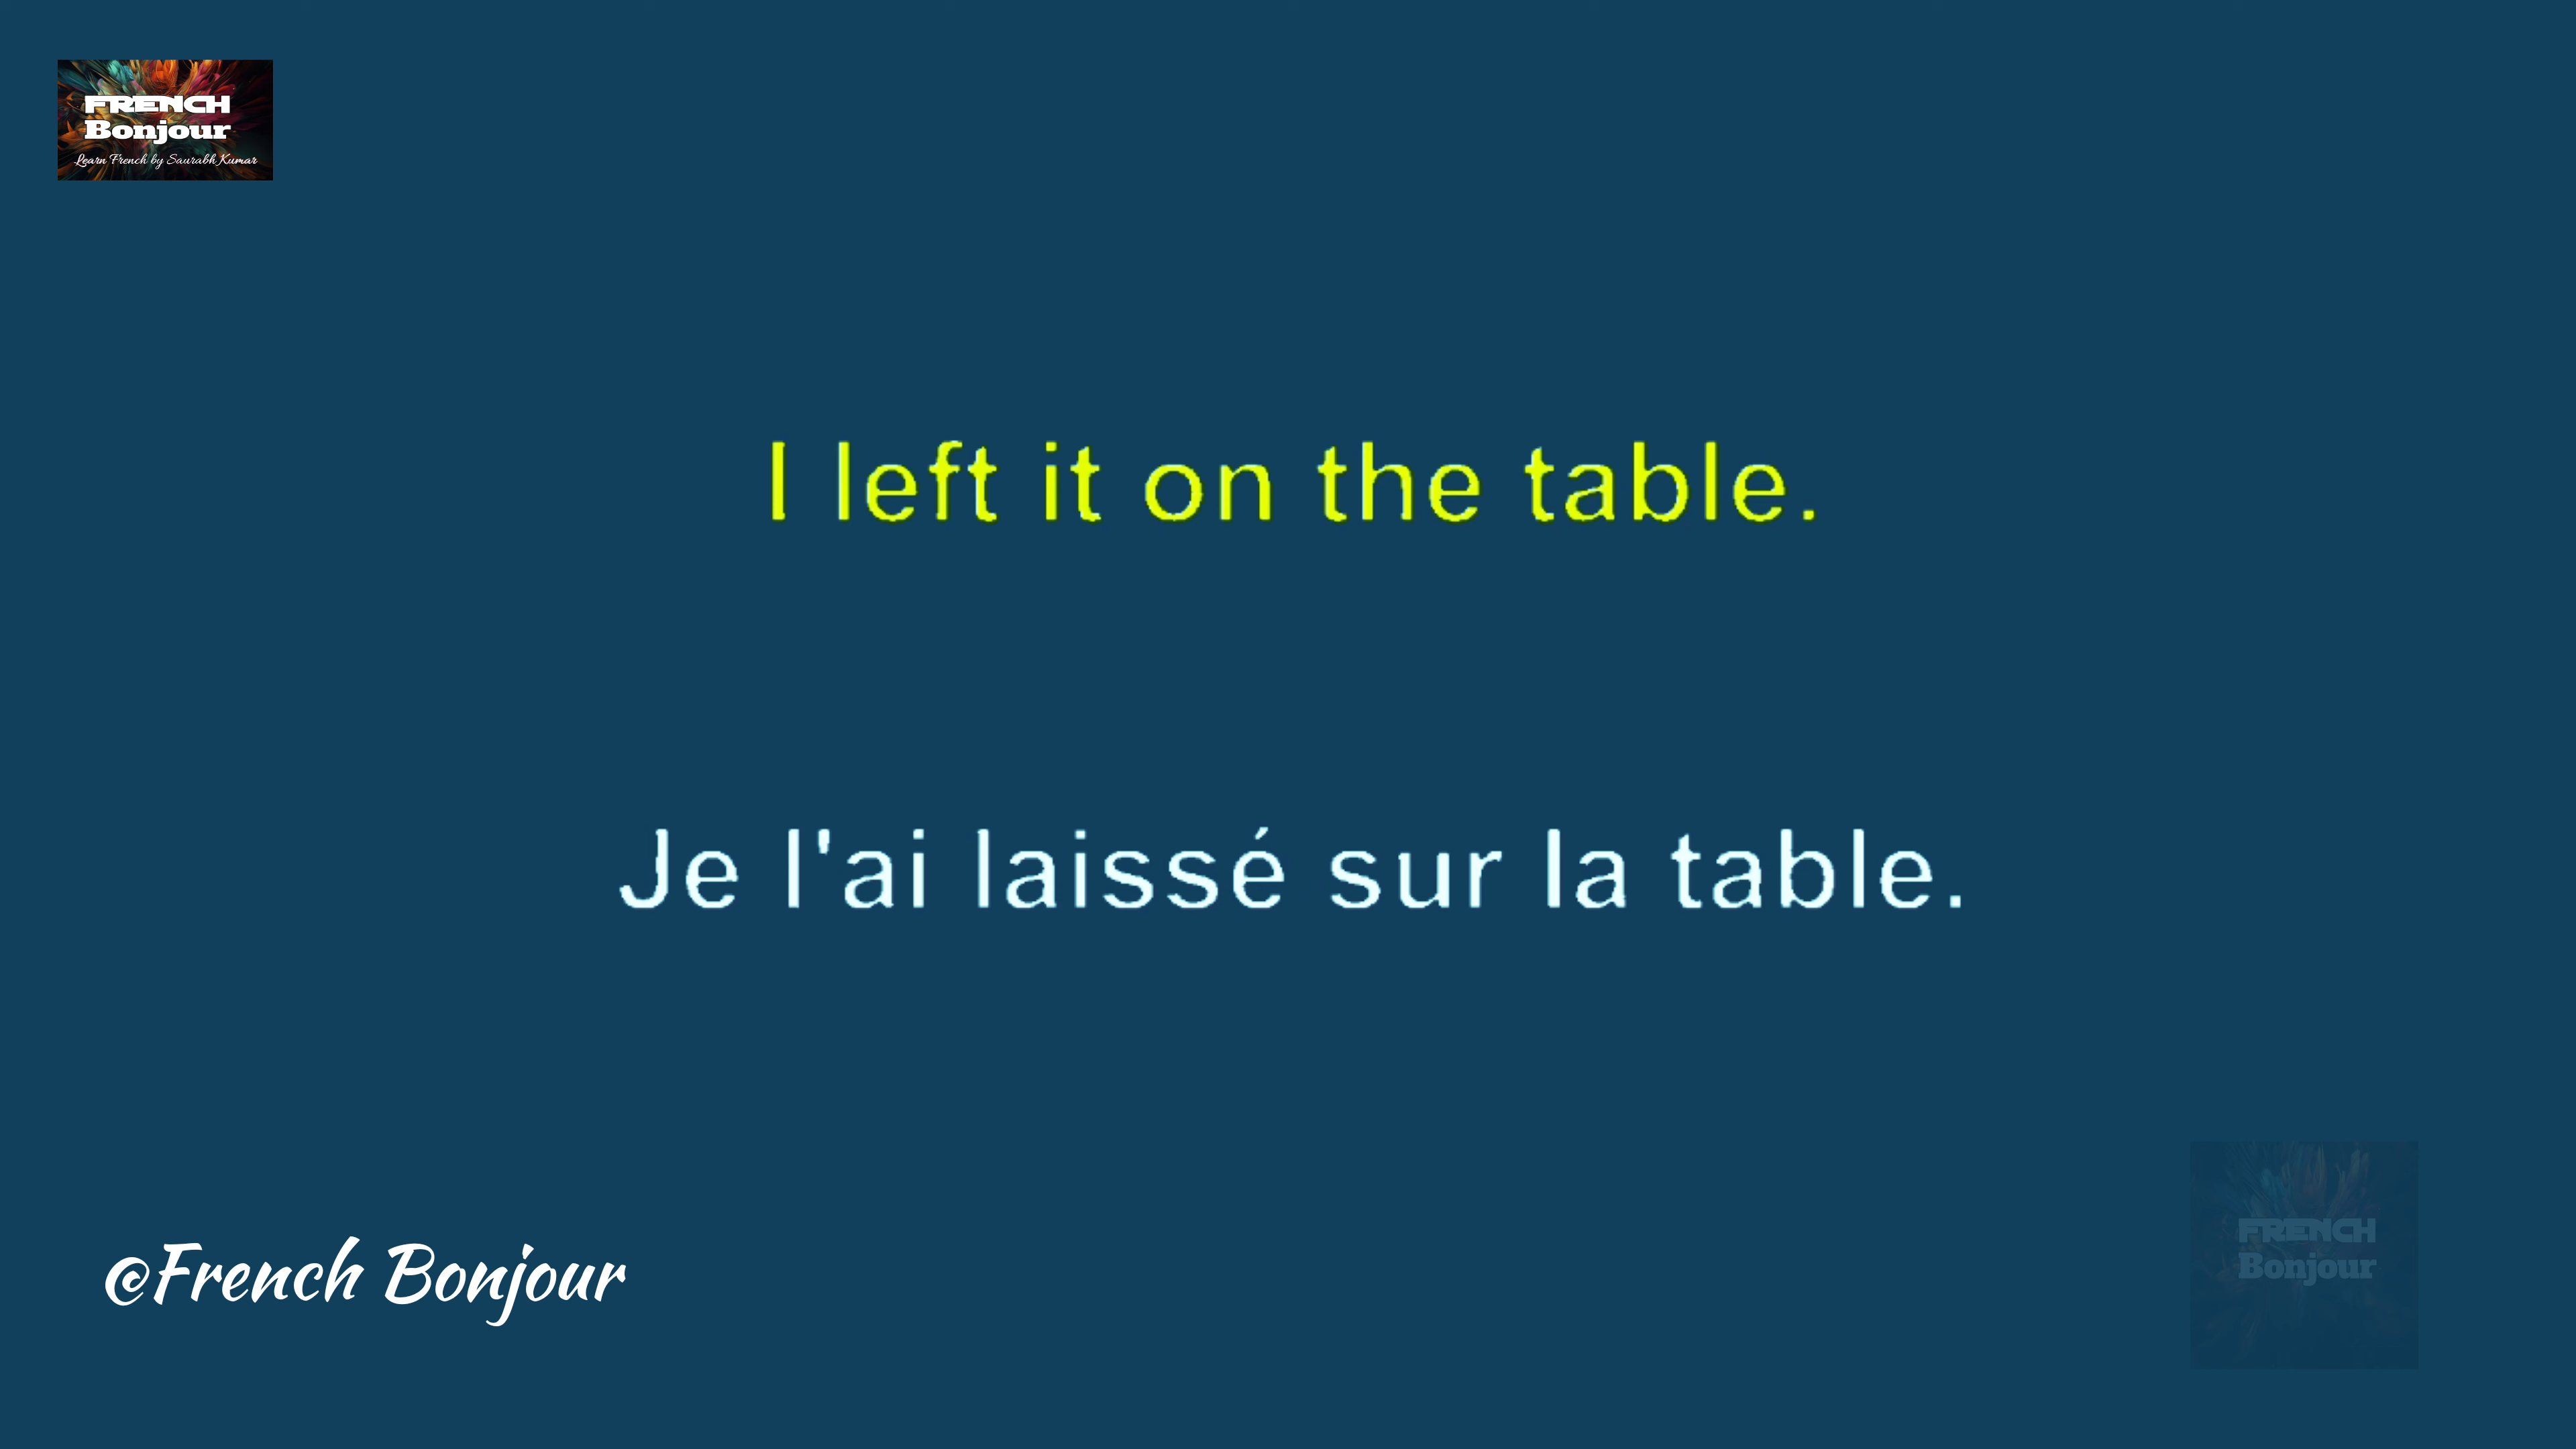 FRENCH
Bonjour
Learn French by Saurabh Kumar
I left it on the table.
Je l'ai laissé sur la table.
@French Bonjour
FRENCH
Bonjour